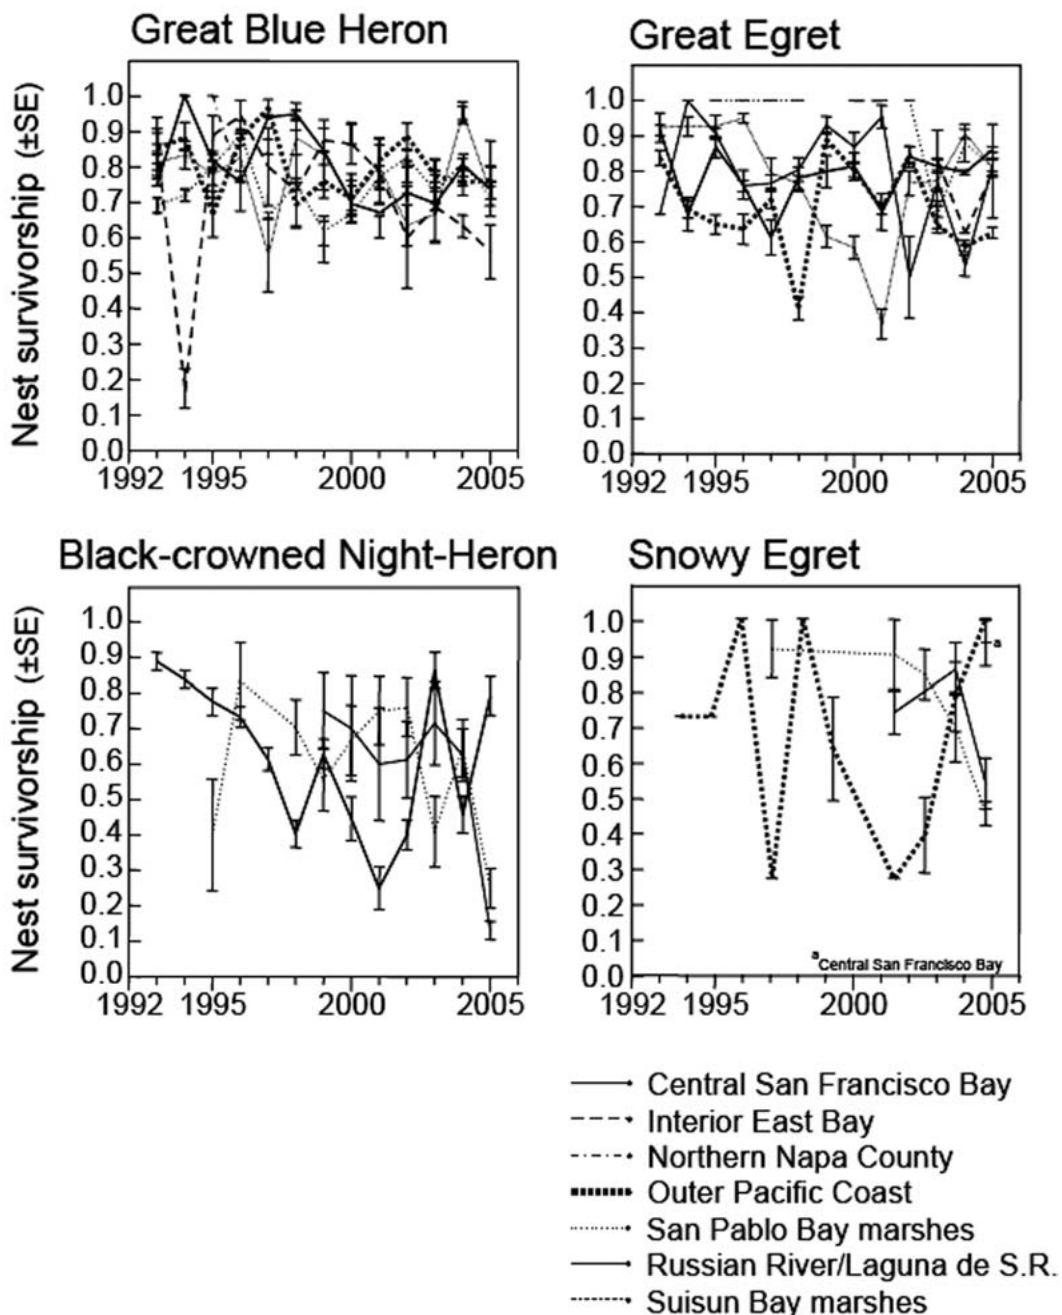 Great Blue Heron
Great Egret
Nest survivorship (±SE)
1.0
0.9
0.8
0.7
0.6
0.5
0.4
0.3
0.2
0.1
0.0
1992 1995 2000 2005
1.0
0.9
0.8
0.7
0.6
0.5
0.4
0.3
0.2
0.1
0.0
1992 1995 2000 2005
Black-crowned Night-Heron
Snowy Egret
Nest survivorship (±SE)
1.0
0.9
0.8
0.7
0.6
0.5
0.4
0.3
0.2
0.1
0.0
1992 1995 2000 2005
1.0
0.9
0.8
0.7
0.6
0.5
0.4
0.3
0.2
0.1
0.0
a
aCentral San Francisco Bay
1992 1995 2000 2005
Central San Francisco Bay
Interior East Bay
Northern Napa County
Outer Pacific Coast
San Pablo Bay marshes
Russian River/Laguna de S.R.
Suisun Bay marshes